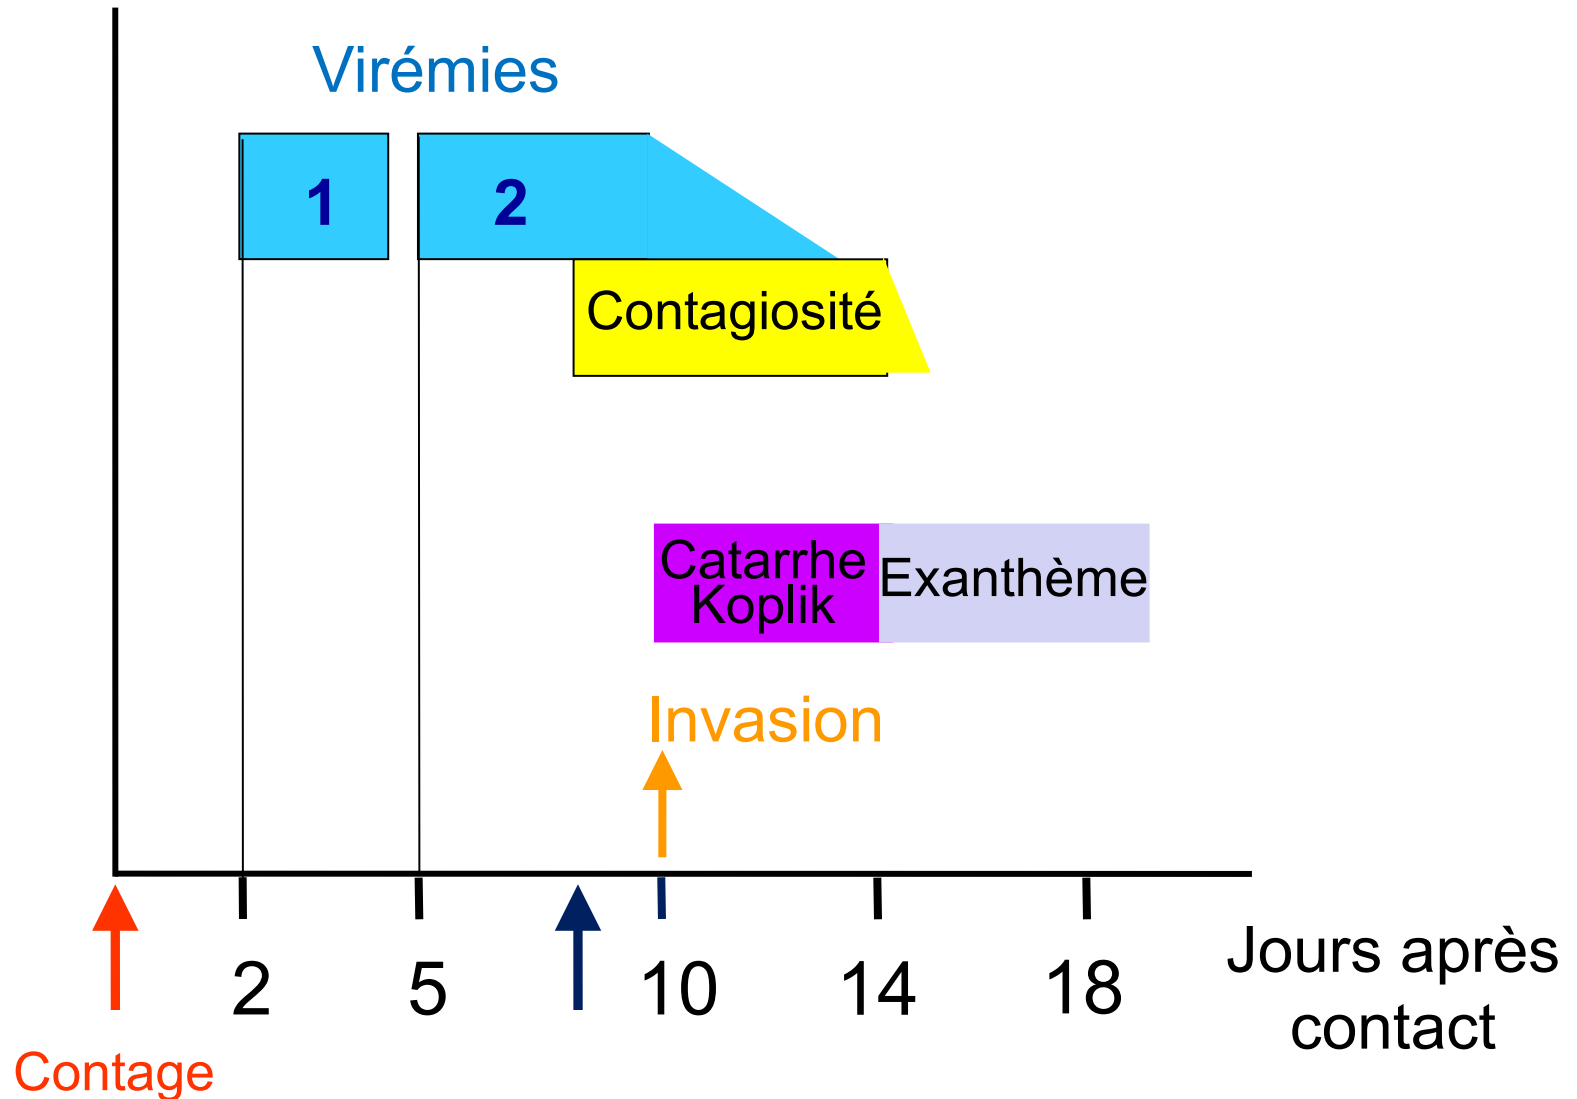 Virémies
1
2
Contagiosité
Catarrhe
Koplik
Exanthème
Invasion
2
5
10
14
18
Jours après
contact
Contage